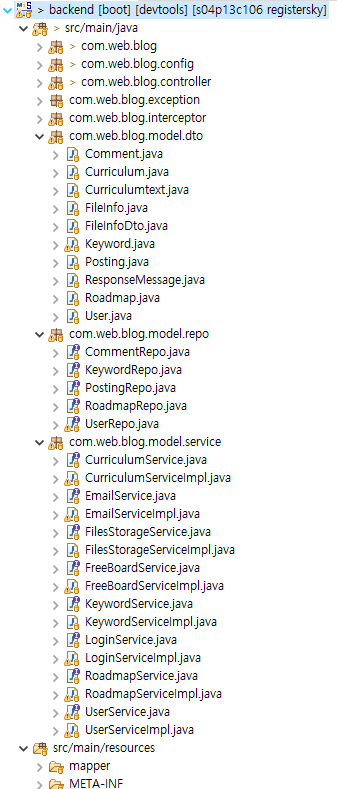 > backend [boot] [devtools] [s04p13c106 registersky]
> src/main/java
> com.web.blog
> com.web.blog.config
> com.web.blog.controller
com.web.blog.exception
com.web.blog.interceptor
com.web.blog.model.dto
Comment.java
Curriculum.java
Curriculumtext.java
FileInfo.java
FileInfoDto.java
Keyword.java
Posting.java
ResponseMessage.java
Roadmap.java
User.java
com.web.blog.model.repo
CommentRepo.java
KeywordRepo.java
PostingRepo.java
RoadmapRepo.java
UserRepo.java
com.web.blog.model.service
CurriculumService.java
CurriculumServiceImpl.java
EmailService.java
EmailServiceImpl.java
FilesStorageService.java
FilesStorageServiceImpl.java
FreeBoardService.java
FreeBoardServiceImpl.java
KeywordService.java
KeywordServiceImpl.java
LoginService.java
LoginServiceImpl.java
RoadmapService.java
RoadmapServiceImpl.java
UserService.java
UserServiceImpl.java
src/main/resources
mapper
META-INF